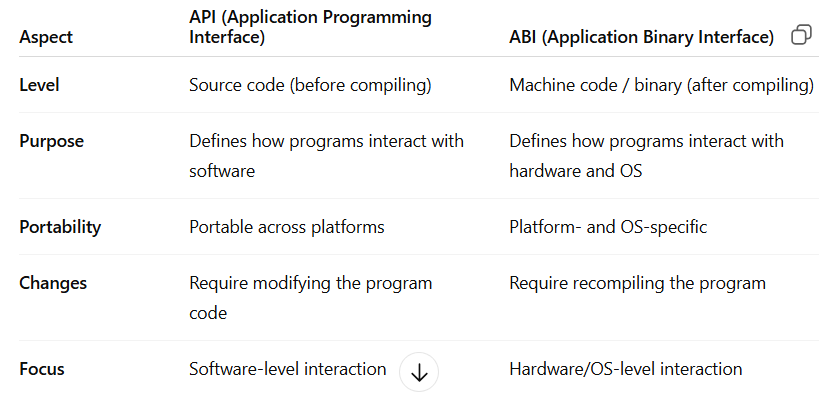 Aspect
API (Application Programming
Interface)
ABI (Application Binary Interface)
Level
Source code (before compiling)
Machine code / binary (after compiling)
Purpose
Defines how programs interact with
software
Defines how programs interact with
hardware and OS
Portability
Portable across platforms
Platform- and OS-specific
Changes
Require modifying the program
code
Require recompiling the program
Focus
Software-level interaction
Hardware/OS-level interaction